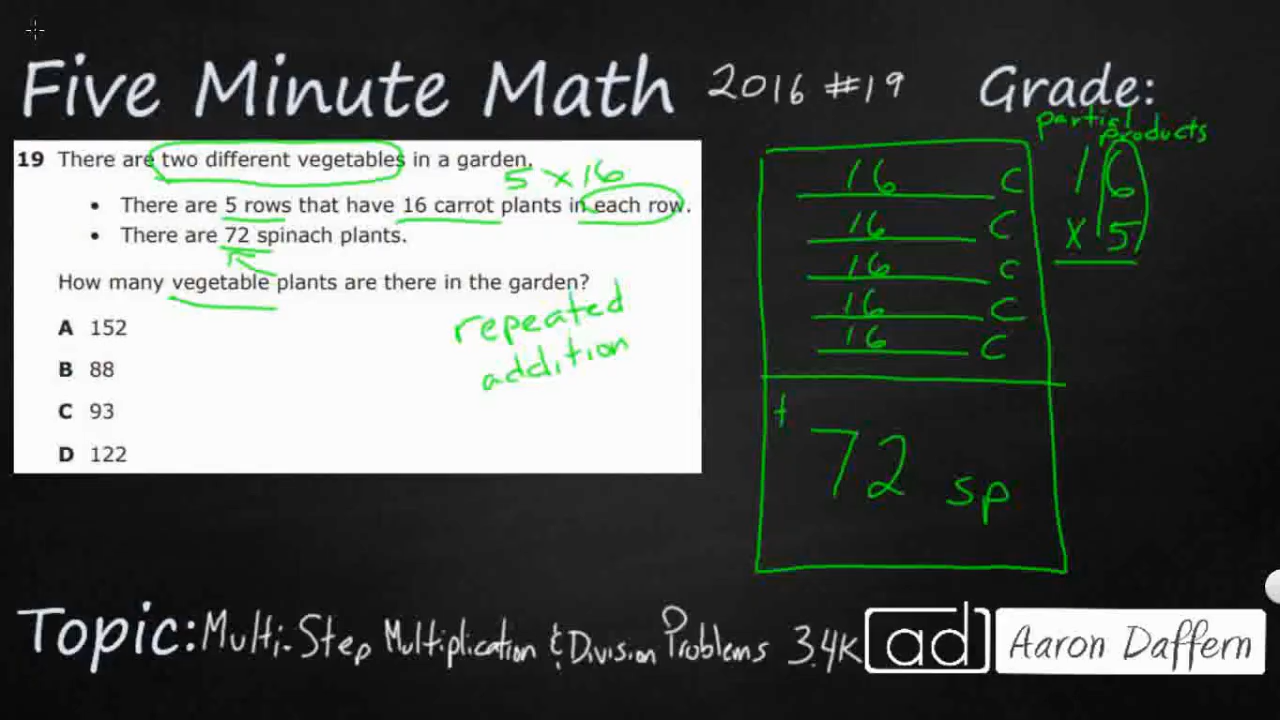 Five Minute Math 2016 #19 Grade:
19 There are two different vegetables in a garden.
5 x 16
• There are 5 rows that have 16 carrot plants in each row.
• There are 72 spinach plants.
How many vegetable plants are there in the garden?
A 152
B 88
C 93
D 122
repeated
addition
16 C
16 C
16 C
16 C
16 C
+
72 sp
partial
products
16
x 5
Topic: Multi-Step Multiplication & Division Problems 3.4K ad Aaron Daffern